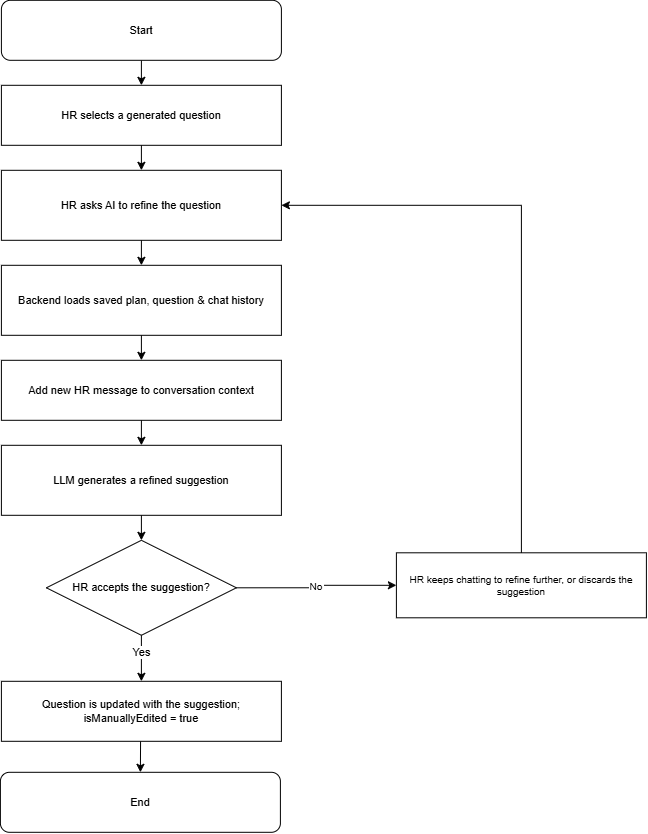 Start
HR selects a generated question
HR asks AI to refine the question
Backend loads saved plan, question & chat history
Add new HR message to conversation context
LLM generates a refined suggestion
HR accepts the suggestion?
No
HR keeps chatting to refine further, or discards the
suggestion
Yes
Question is updated with the suggestion;
isManuallyEdited = true
End